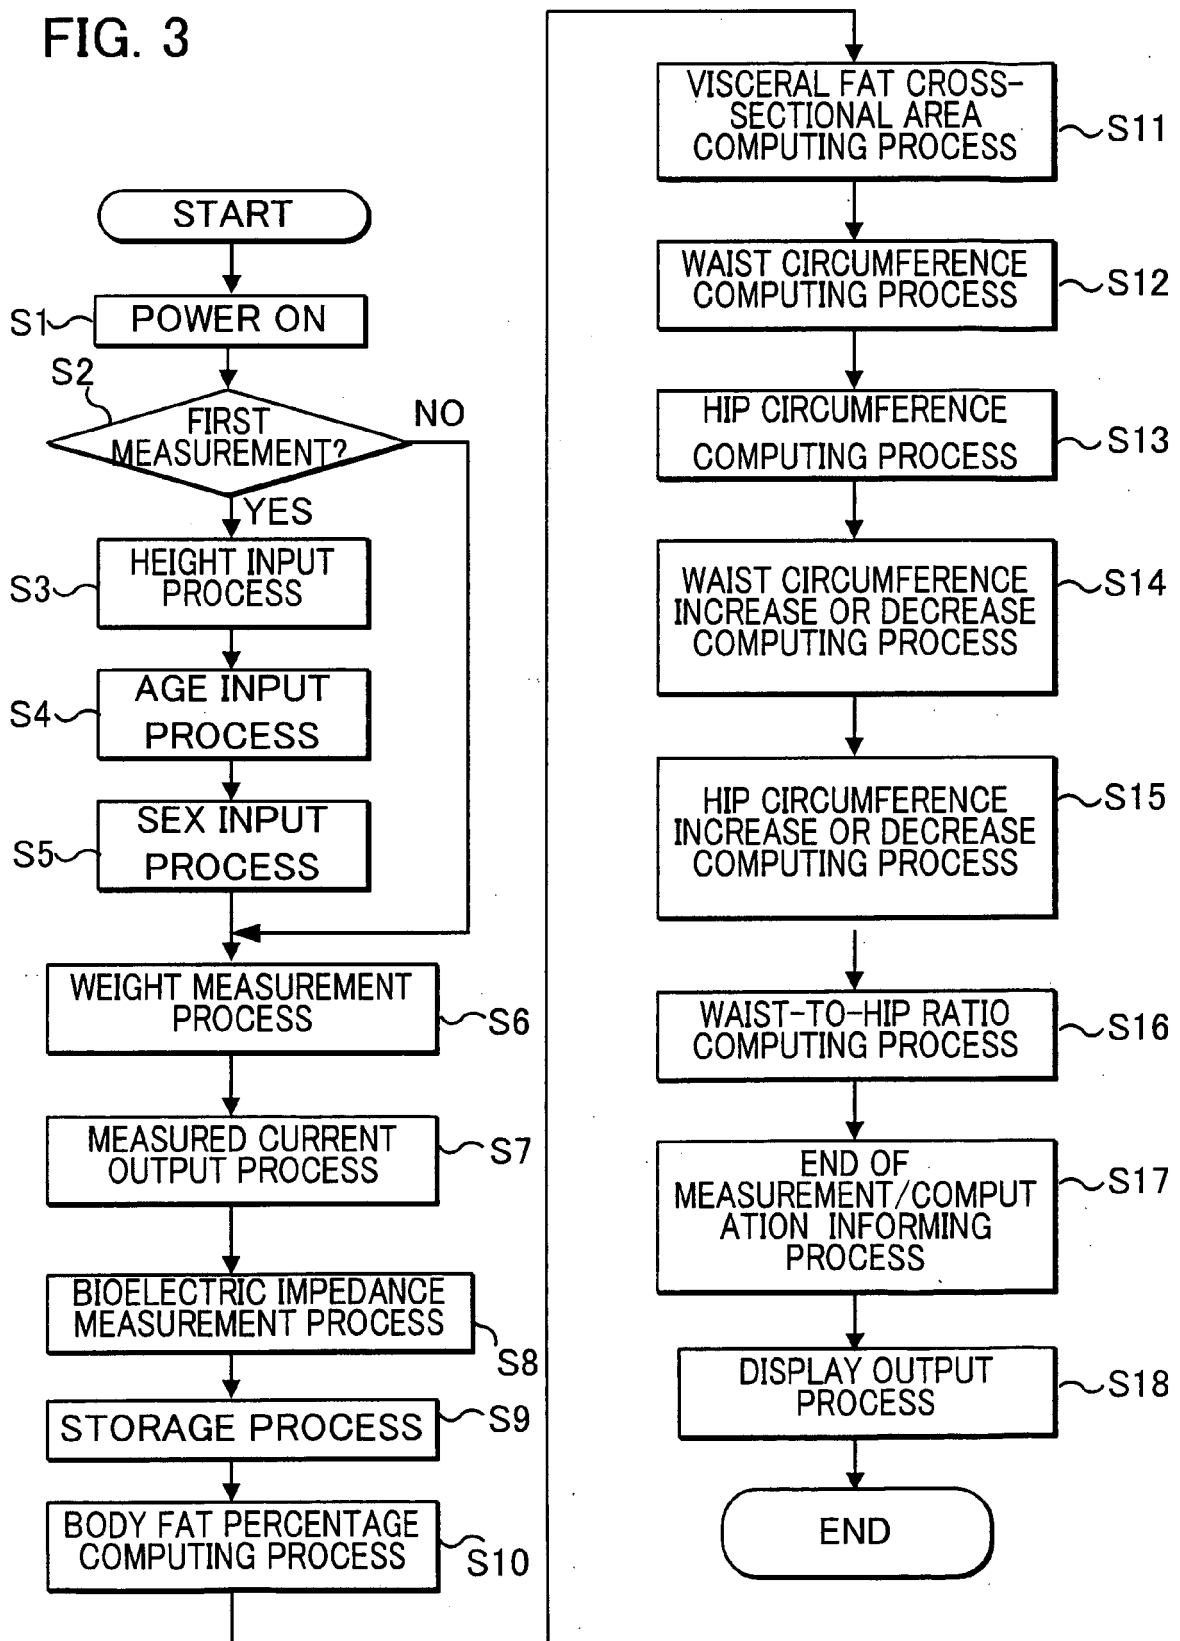 FIG. 3
START
S1
POWER ON
S2
FIRST
MEASUREMENT?
NO
YES
S3
HEIGHT INPUT
PROCESS
S4
AGE INPUT
PROCESS
S5
SEX INPUT
PROCESS
WEIGHT MEASUREMENT
PROCESS
S6
MEASURED CURRENT
OUTPUT PROCESS
S7
BIOELECTRIC IMPEDANCE
MEASUREMENT PROCESS
S8
STORAGE PROCESS
S9
BODY FAT PERCENTAGE
COMPUTING PROCESS
S10
VISCERAL FAT CROSS-
SECTIONAL AREA
COMPUTING PROCESS
S11
WAIST CIRCUMFERENCE
COMPUTING PROCESS
S12
HIP CIRCUMFERENCE
COMPUTING PROCESS
S13
WAIST CIRCUMFERENCE
INCREASE OR DECREASE
COMPUTING PROCESS
S14
HIP CIRCUMFERENCE
INCREASE OR DECREASE
COMPUTING PROCESS
S15
WAIST-TO-HIP RATIO
COMPUTING PROCESS
S16
END OF
MEASUREMENT/COMPUT
ATION INFORMING
PROCESS
S17
DISPLAY OUTPUT
PROCESS
S18
END